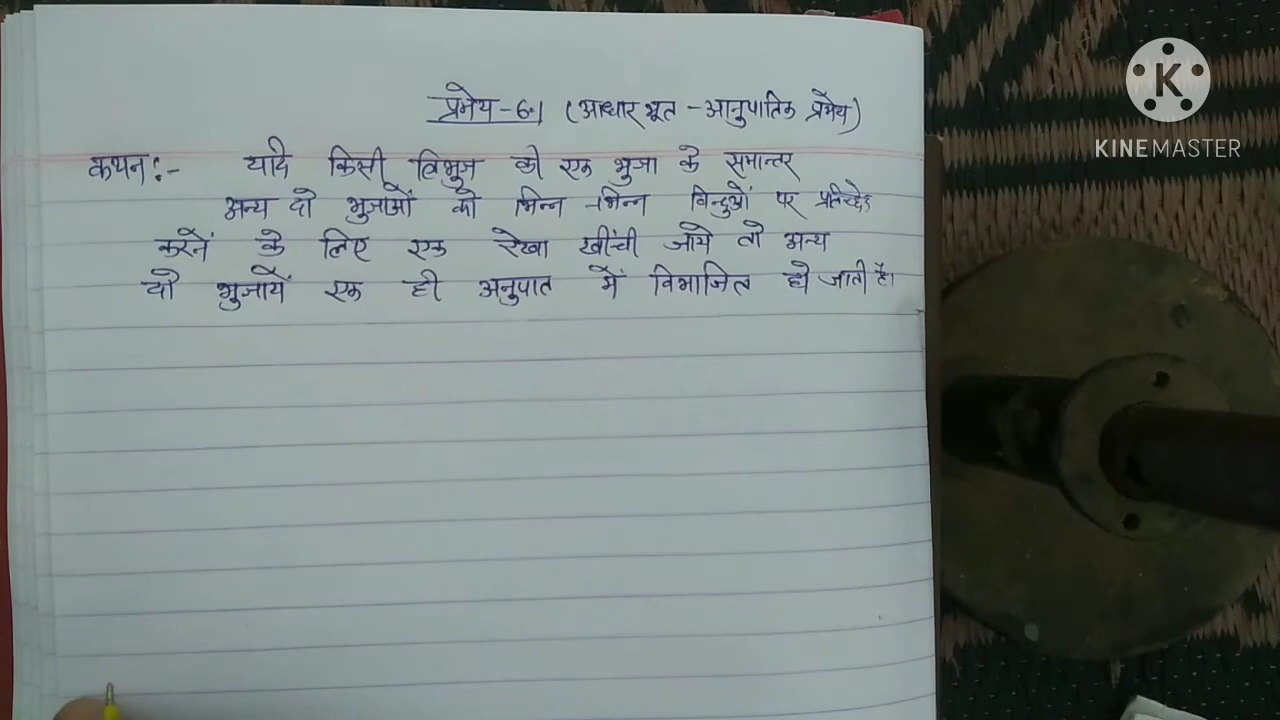 प्रमेय-6.1 (आधार भूत - आनुपातिक प्रमेय)
कथन:- यदि किसी त्रिभुज की एक भुजा के समान्तर
अन्य दो भुजाओं को भिन्न -भिन्न विन्दुओं पर प्रतिच्छेद
करनें के लिए एक रेखा खींची जाये तो अन्य
दो भुजायें एक ही अनुपात में विभाजित हो जाती है।
K
KINEMASTER